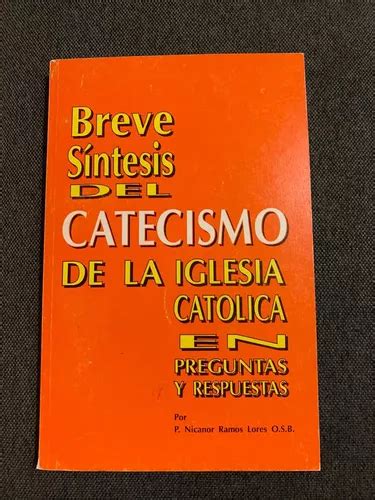 Breve
Síntesis
DEL
CATECISMO
DE LA IGLESIA
CATOLICA
EN
PREGUNTAS
Y RESPUESTAS
Por
P. Nicanor Ramos Lores O.S.B.